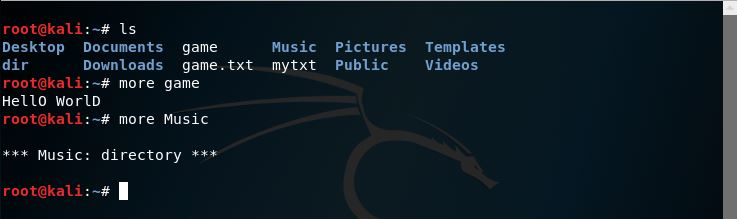 root@kali:~# ls
Desktop  Documents  game      Music  Pictures  Templates
dir      Downloads  game.txt  mytxt  Public    Videos
root@kali:~# more game
HellO WorlD
root@kali:~# more Music
*** Music: directory ***
root@kali:~#